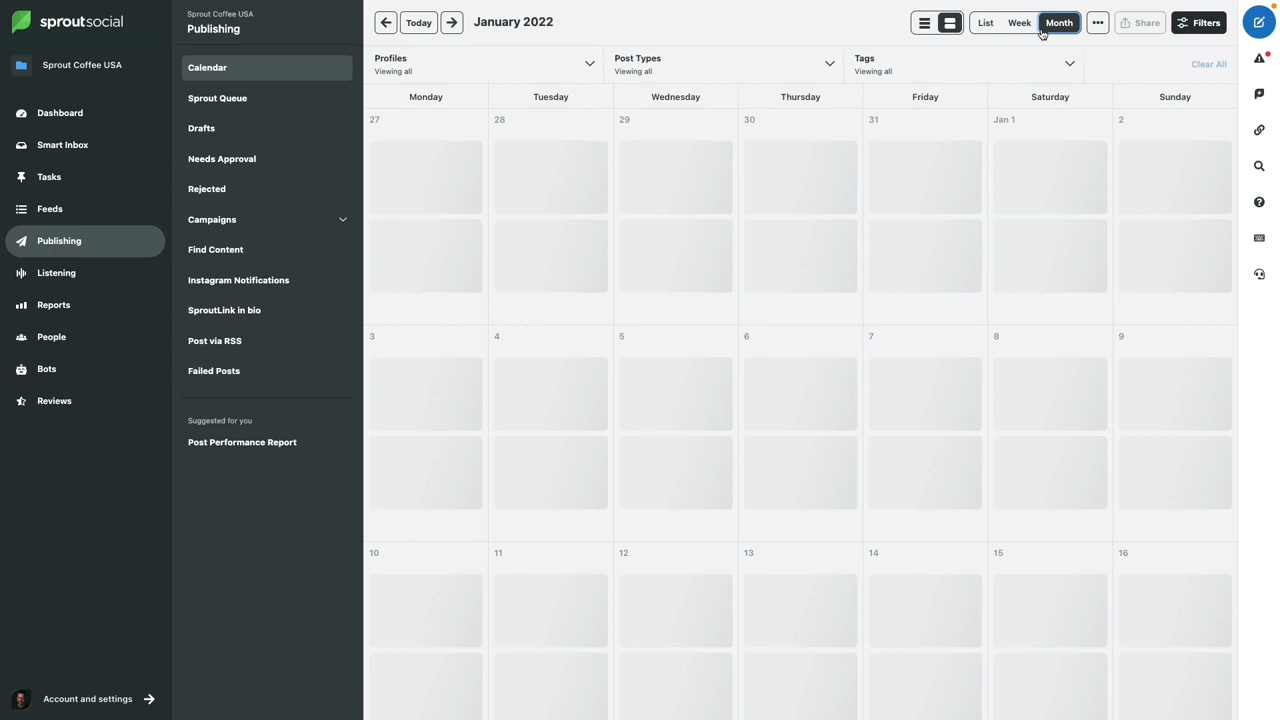 sproutsocial
Sprout Coffee USA
Dashboard
Smart Inbox
Tasks
Feeds
Publishing
Listening
Reports
People
Bots
Reviews
Account and settings
Sprout Coffee USA
Publishing
Calendar
Sprout Queue
Drafts
Needs Approval
Rejected
Campaigns
Find Content
Instagram Notifications
SproutLink in bio
Post via RSS
Failed Posts
Suggested for you
Post Performance Report
Today January 2022 List Week Month Share Filters
Profiles Post Types Tags
Viewing all Viewing all Viewing all Clear All
Monday Tuesday Wednesday Thursday Friday Saturday Sunday
27 28 29 30 31 Jan 1 2
3 4 5 6 7 8 9
10 11 12 13 14 15 16